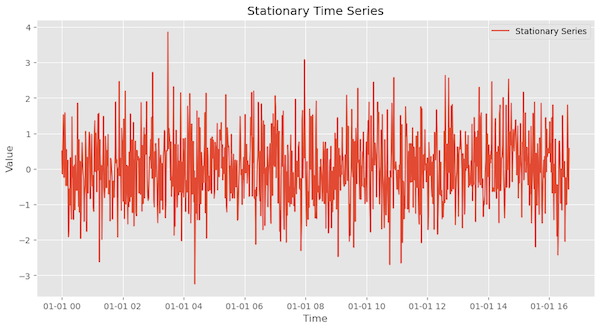 Stationary Time Series
Stationary Series
Value
4
3
2
1
0
−1
−2
−3
01-01 00 01-01 02 01-01 04 01-01 06 01-01 08 01-01 10 01-01 12 01-01 14 01-01 16
Time